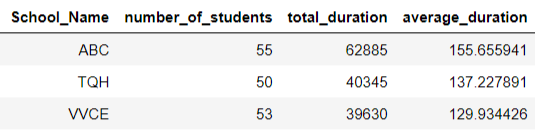 School_Name number_of_students total_duration average_duration
ABC 55 62885 155.655941
TQH 50 40345 137.227891
VVCE 53 39630 129.934426